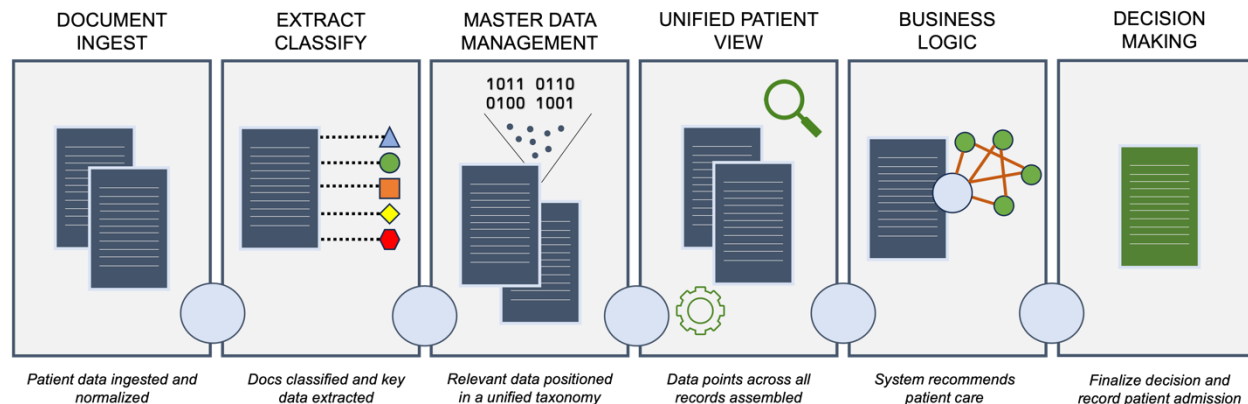 DOCUMENT
INGEST
EXTRACT
CLASSIFY
MASTER DATA
MANAGEMENT
UNIFIED PATIENT
VIEW
BUSINESS
LOGIC
DECISION
MAKING
1011 0110
0100 1001
Patient data ingested and
normalized
Docs classified and key
data extracted
Relevant data positioned
in a unified taxonomy
Data points across all
records assembled
System recommends
patient care
Finalize decision and
record patient admission